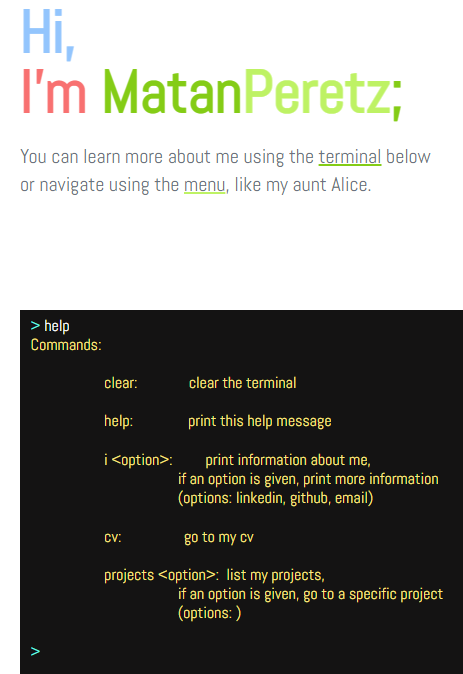 Hi,
I'm MatanPeretz;
You can learn more about me using the terminal below
or navigate using the menu, like my aunt Alice.
> help
Commands:
clear: clear the terminal
help: print this help message
i <option>: print information about me,
if an option is given, print more information
(options: linkedin, github, email)
cv: go to my cv
projects <option>: list my projects,
if an option is given, go to a specific project
(options: )
>